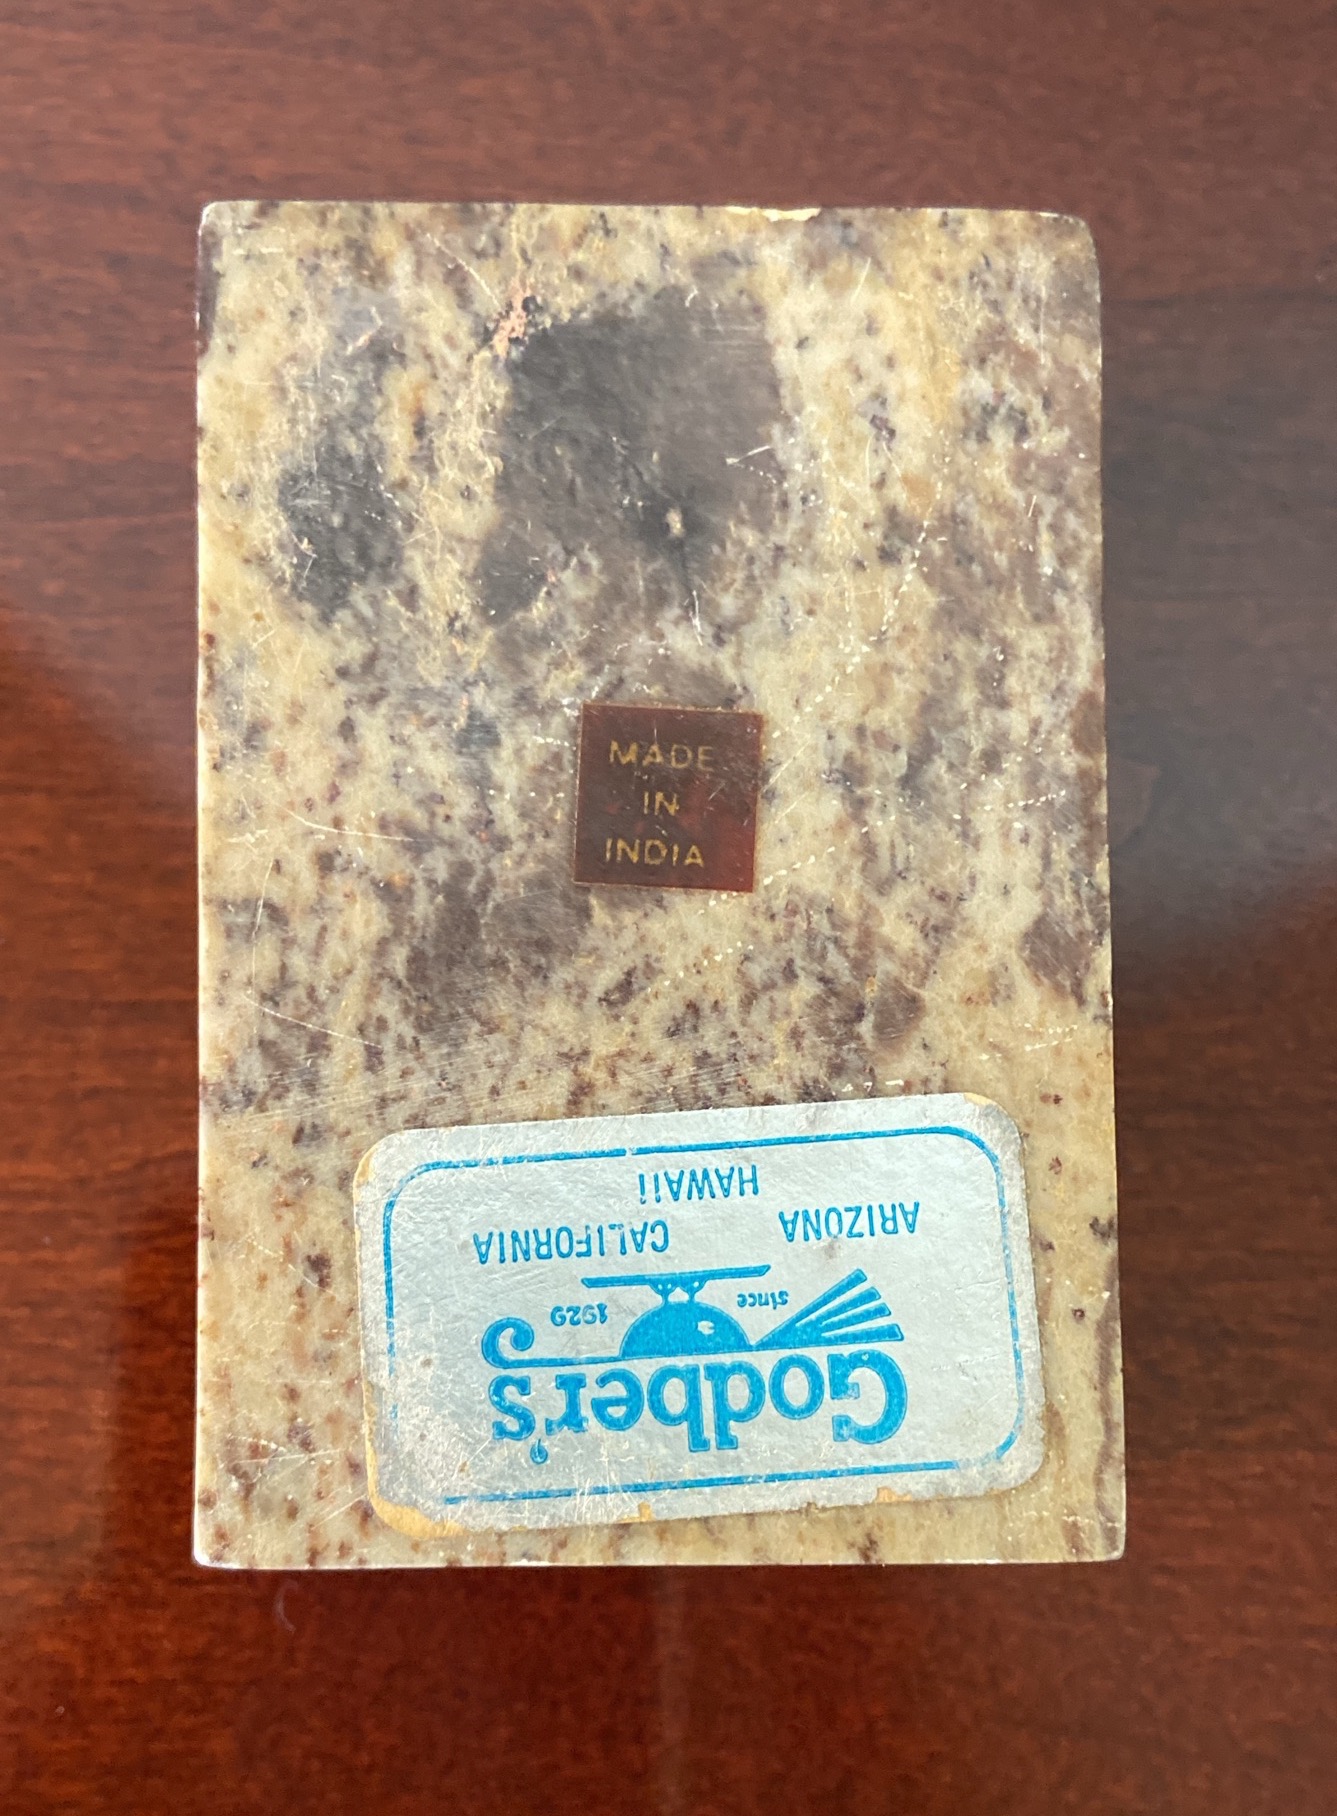 MADE
IN
INDIA
Godber's
since 1929
ARIZONA CALIFORNIA
HAWAii